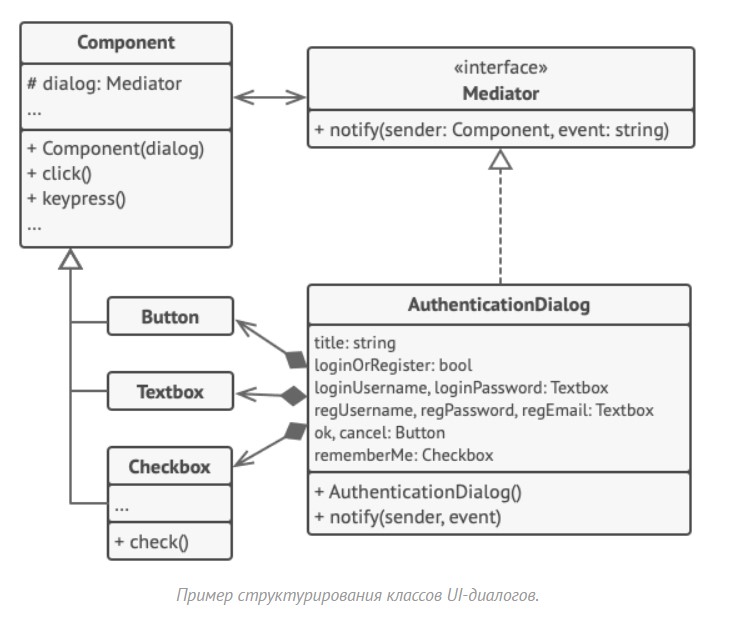 Component
# dialog: Mediator
...
+ Component(dialog)
+ click()
+ keypress()
...
«interface»
Mediator
+ notify(sender: Component, event: string)
Button
Textbox
Checkbox
...
+ check()
AuthenticationDialog
title: string
loginOrRegister: bool
loginUsername, loginPassword: Textbox
regUsername, regPassword, regEmail: Textbox
ok, cancel: Button
rememberMe: Checkbox
+ AuthenticationDialog()
+ notify(sender, event)
Пример структурирования классов UI-диалогов.